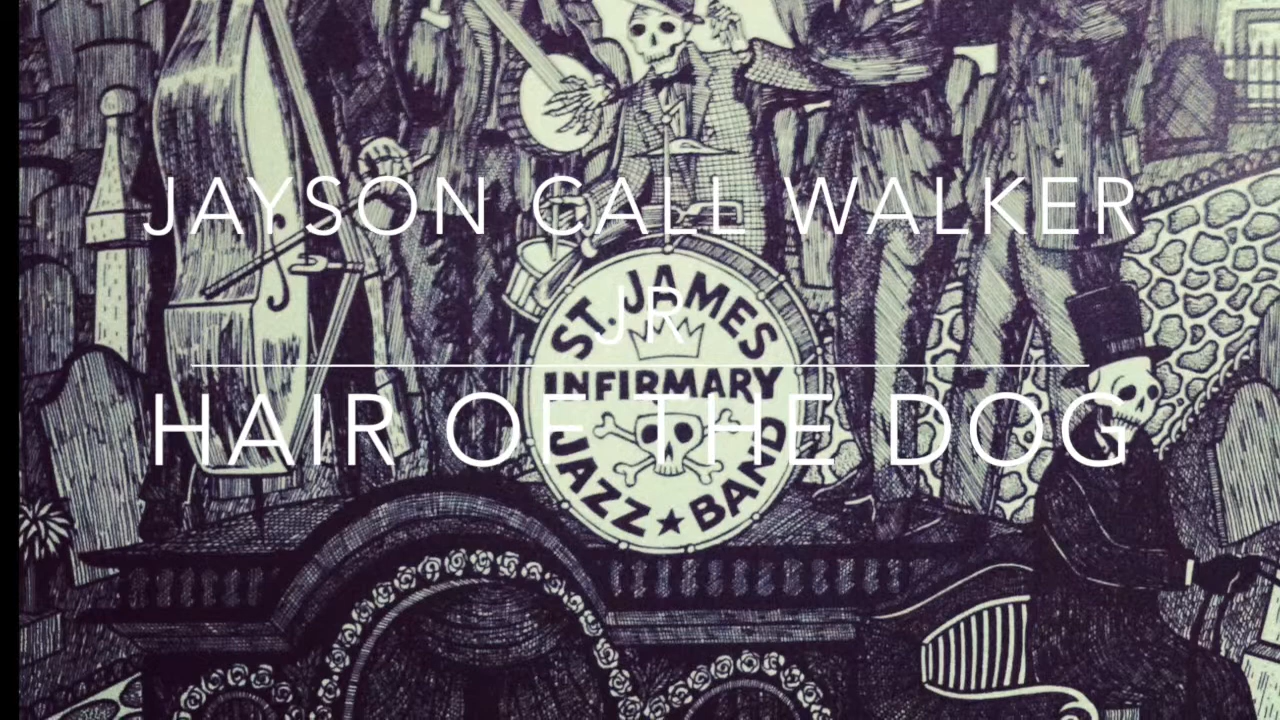 JAYSON CALL WALKER
JR
HAIR OF THE DOG
ST. JAMES
INFIRMARY
JAZZ ★ BAND